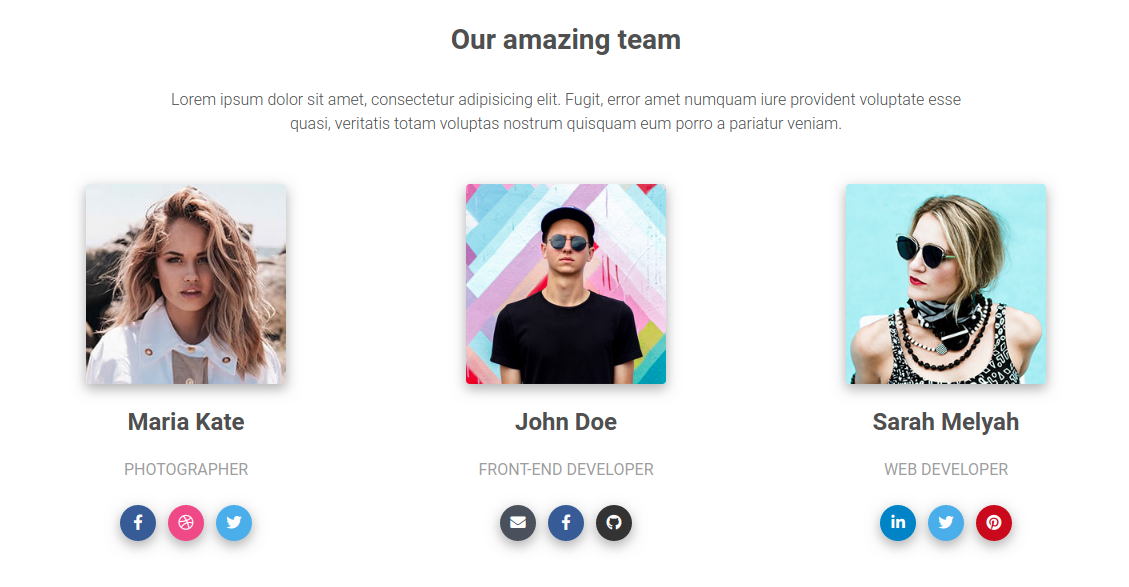 Our amazing team
Lorem ipsum dolor sit amet, consectetur adipisicing elit. Fugit, error amet numquam iure provident voluptate esse
quasi, veritatis totam voluptas nostrum quisquam eum porro a pariatur veniam.
Maria Kate
John Doe
Sarah Melyah
PHOTOGRAPHER
FRONT-END DEVELOPER
WEB DEVELOPER